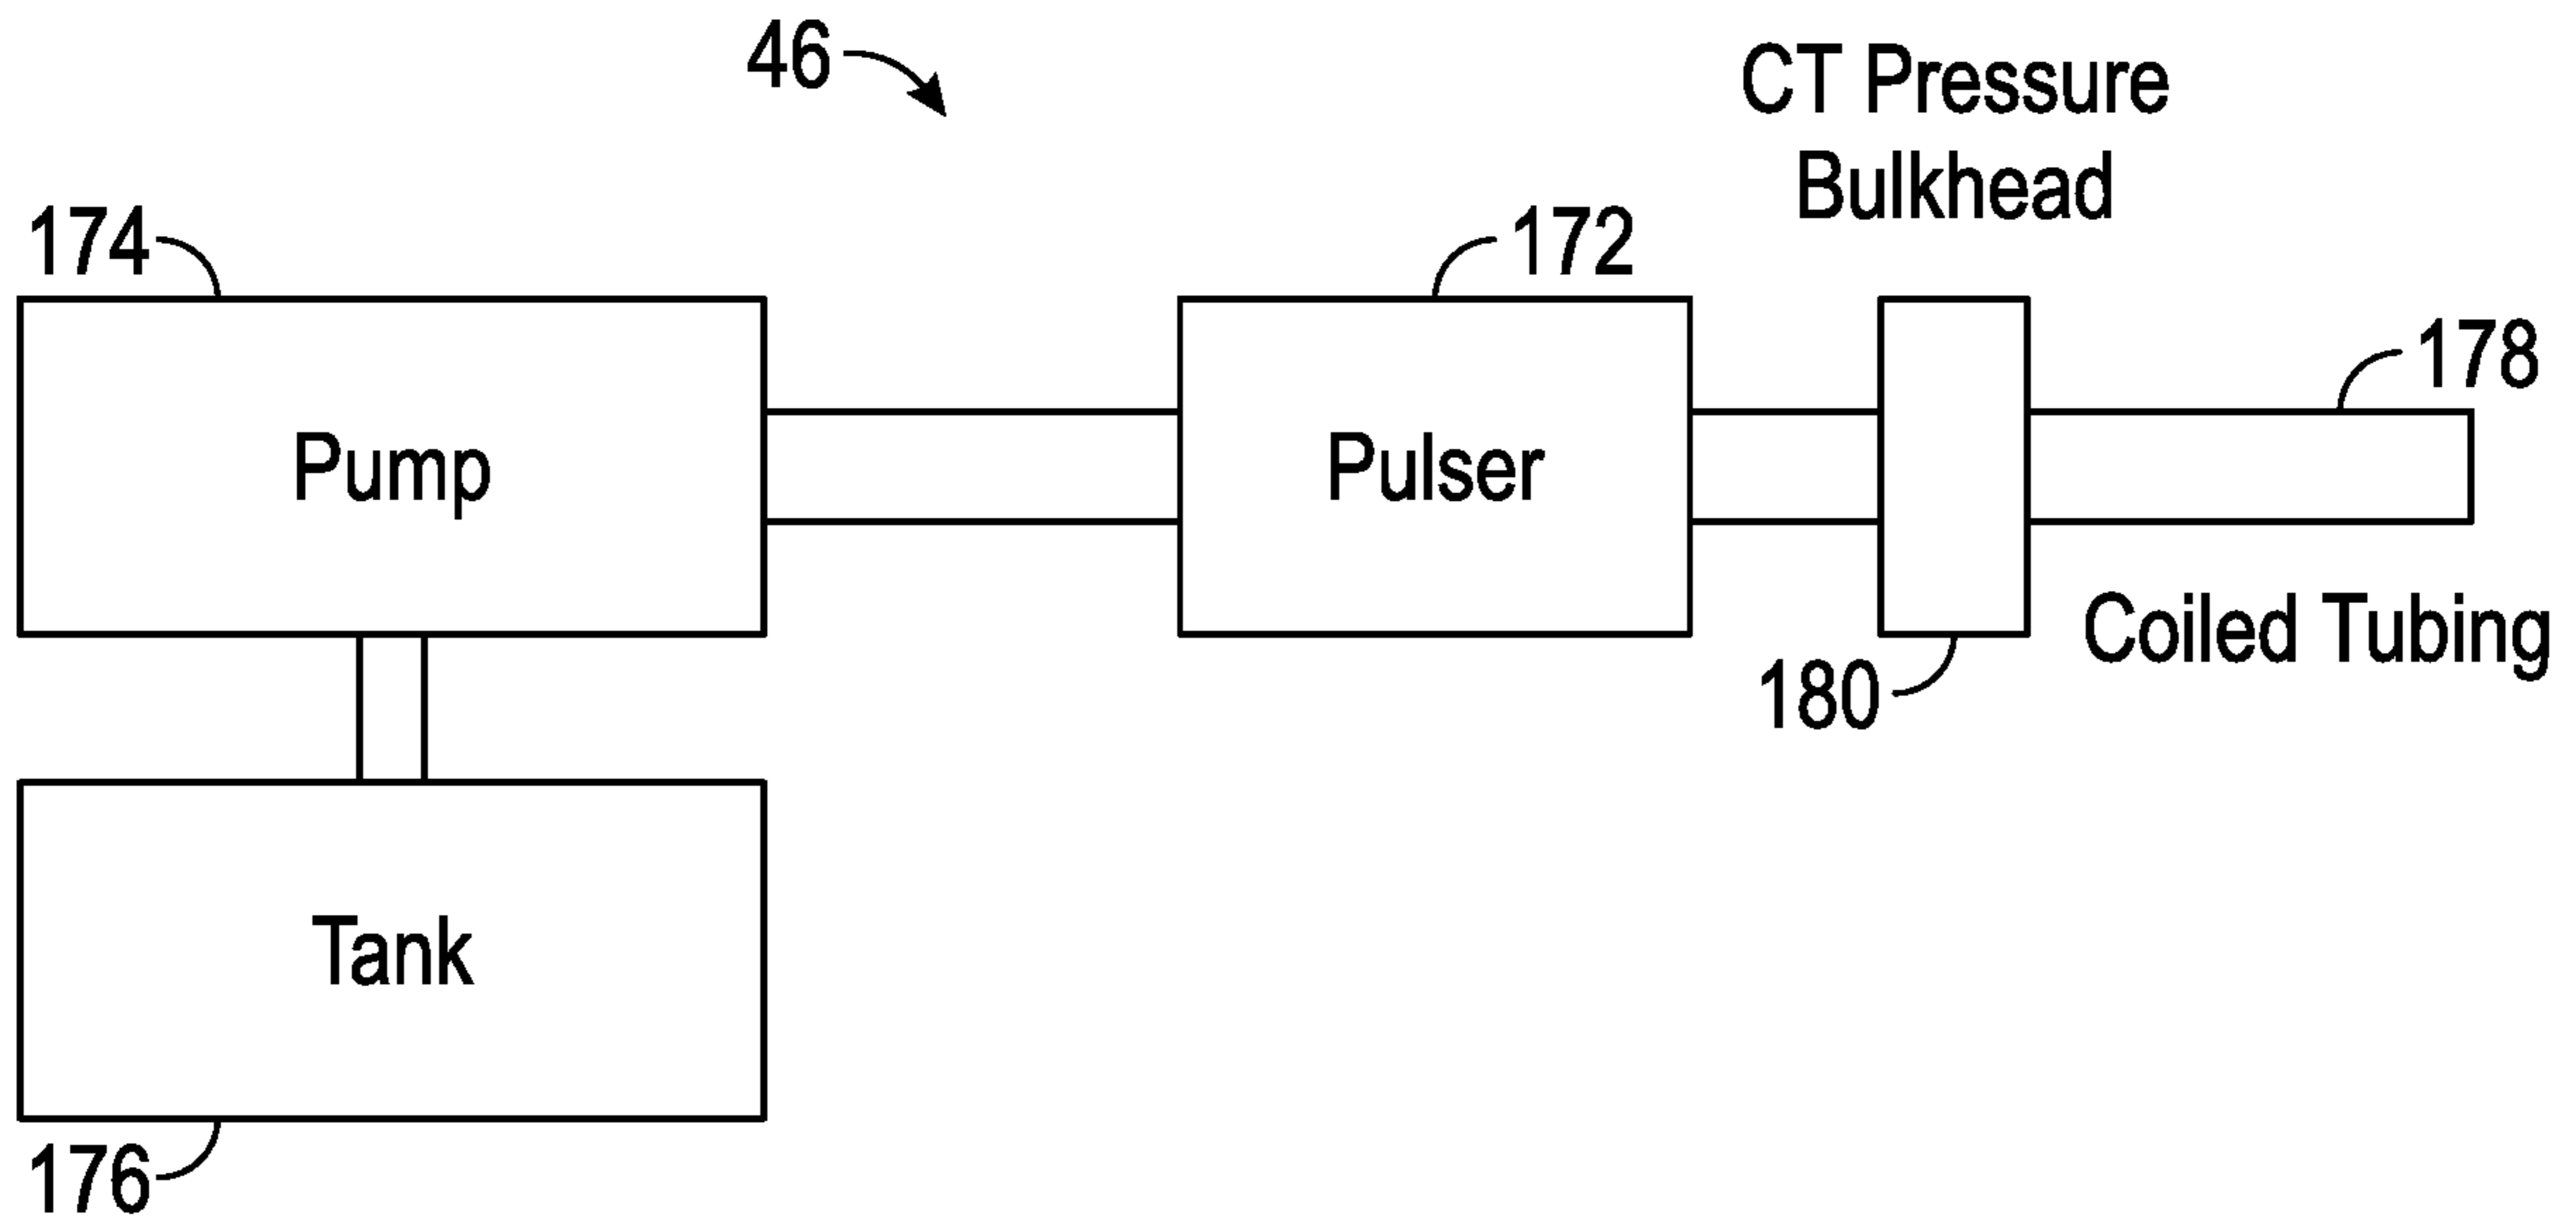 46
CT Pressure
Bulkhead
174
172
178
Pump
Pulser
Coiled Tubing
180
Tank
176